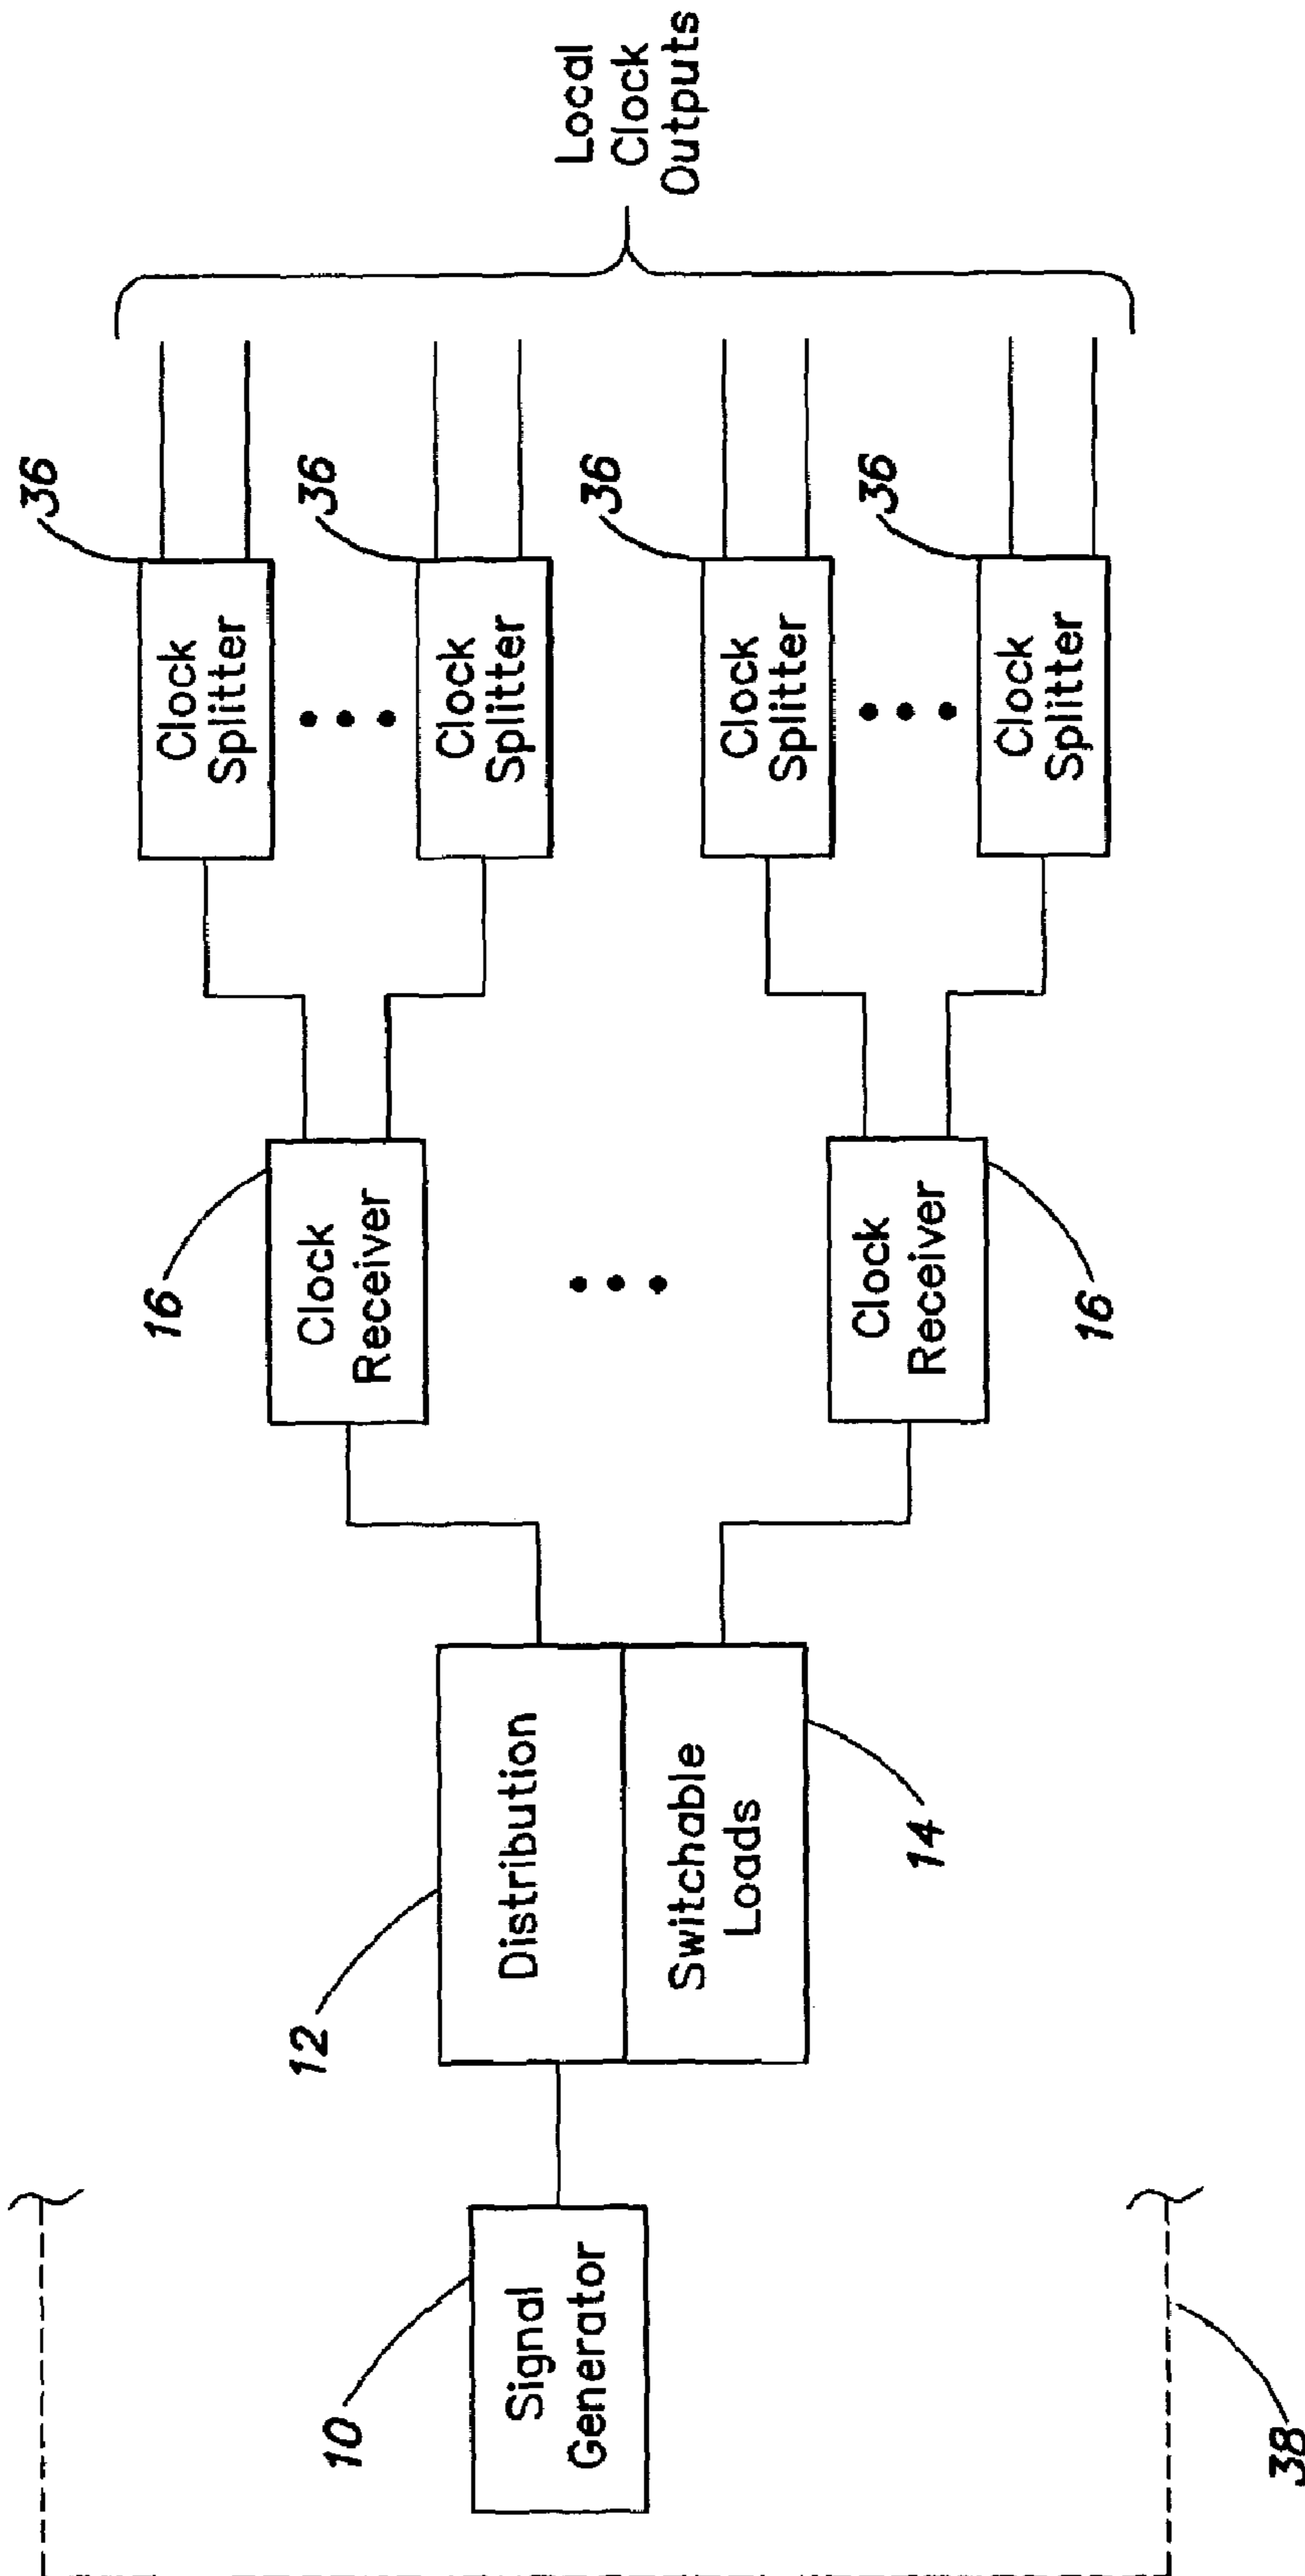 38
10
Signal
Generator
12
Distribution
Switchable
Loads
14
16
Clock
Receiver
Clock
Receiver
16
36
Clock
Splitter
36
Clock
Splitter
36
Clock
Splitter
36
Clock
Splitter
Local
Clock
Outputs